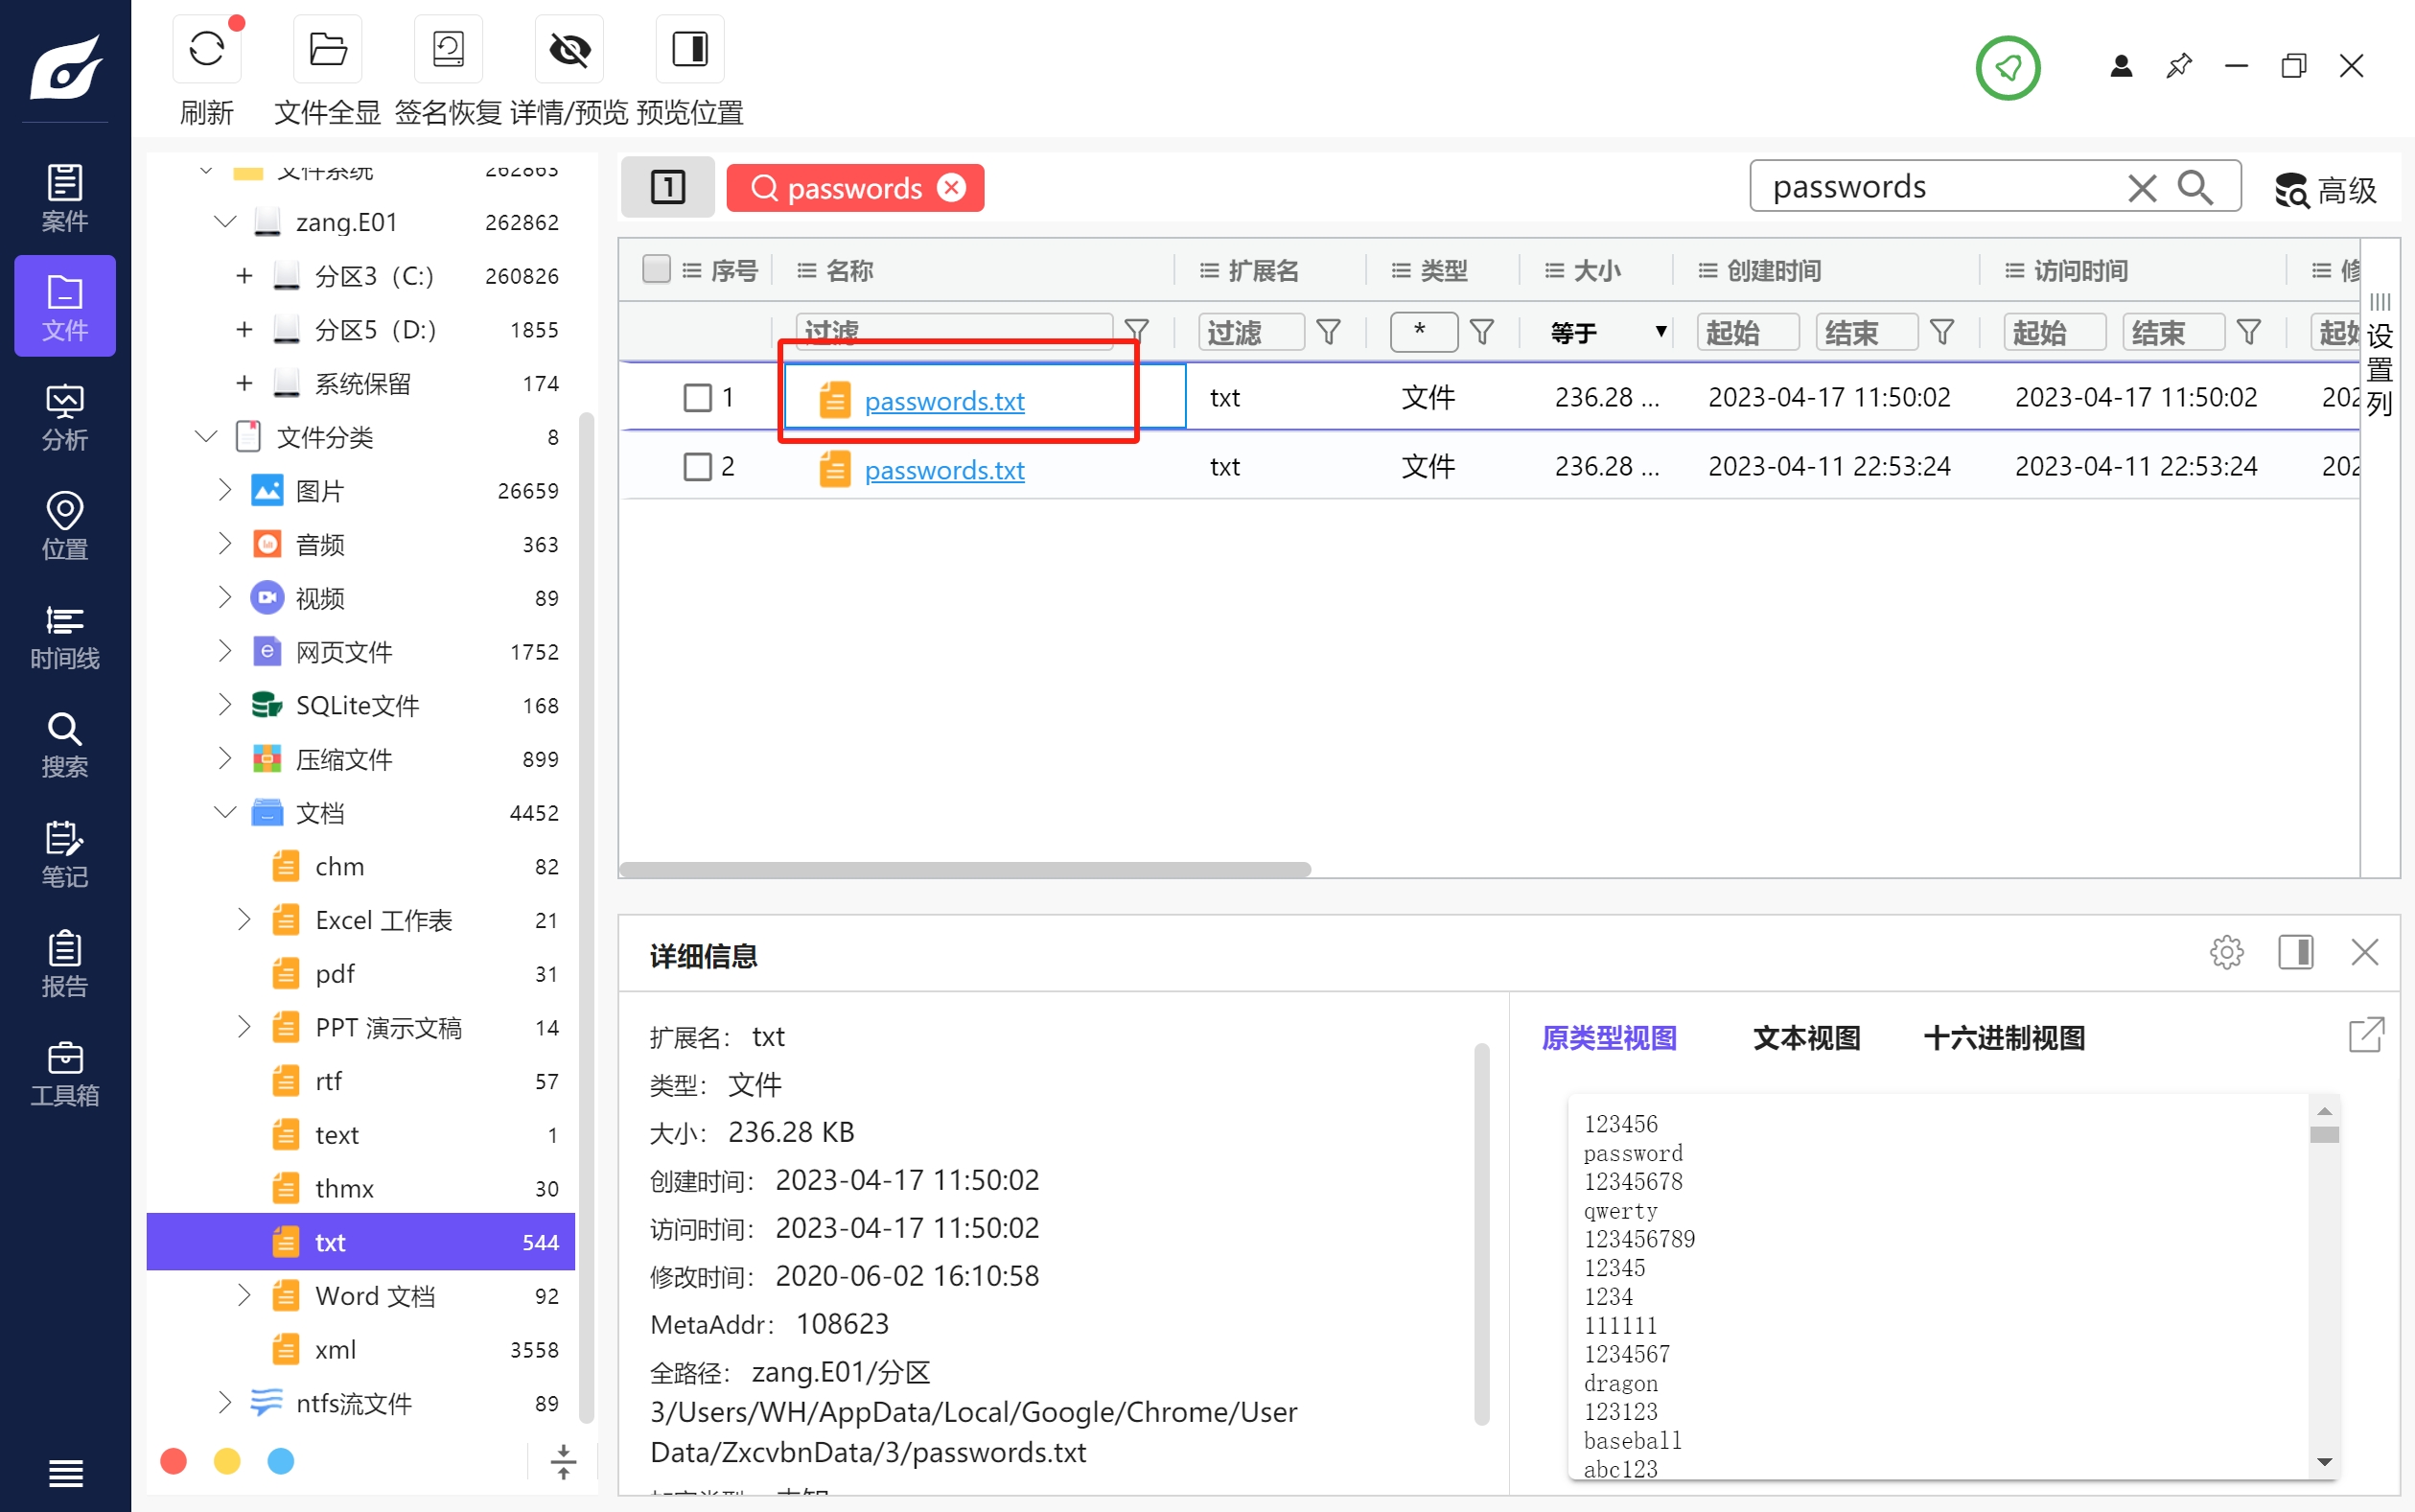 刷新
文件全显
签名恢复
详情/预览
预览位置
案件
文件
分析
位置
时间线
搜索
笔记
报告
工具箱
文件系统 262863
zang.E01 262862
分区3（C:） 260826
分区5（D:） 1855
系统保留 174
文件分类 8
图片 26659
音频 363
视频 89
网页文件 1752
SQLite文件 168
压缩文件 899
文档 4452
chm 82
Excel 工作表 21
pdf 31
PPT 演示文稿 14
rtf 57
text 1
thmx 30
txt 544
Word 文档 92
xml 3558
ntfs流文件 89
1
passwords
passwords
高级
序号 名称 扩展名 类型 大小 创建时间 访问时间 修
过滤 过滤 * 等于 起始 结束 起始 结束 起始
1 passwords.txt txt 文件 236.28 ... 2023-04-17 11:50:02 2023-04-17 11:50:02 202
2 passwords.txt txt 文件 236.28 ... 2023-04-11 22:53:24 2023-04-11 22:53:24 202
设置列
详细信息
扩展名： txt
类型： 文件
大小： 236.28 KB
创建时间： 2023-04-17 11:50:02
访问时间： 2023-04-17 11:50:02
修改时间： 2020-06-02 16:10:58
MetaAddr： 108623
全路径： zang.E01/分区
3/Users/WH/AppData/Local/Google/Chrome/User
Data/ZxcvbnData/3/passwords.txt
原类型视图
文本视图
十六进制视图
123456
password
12345678
qwerty
123456789
12345
1234
111111
1234567
dragon
123123
baseball
abc123